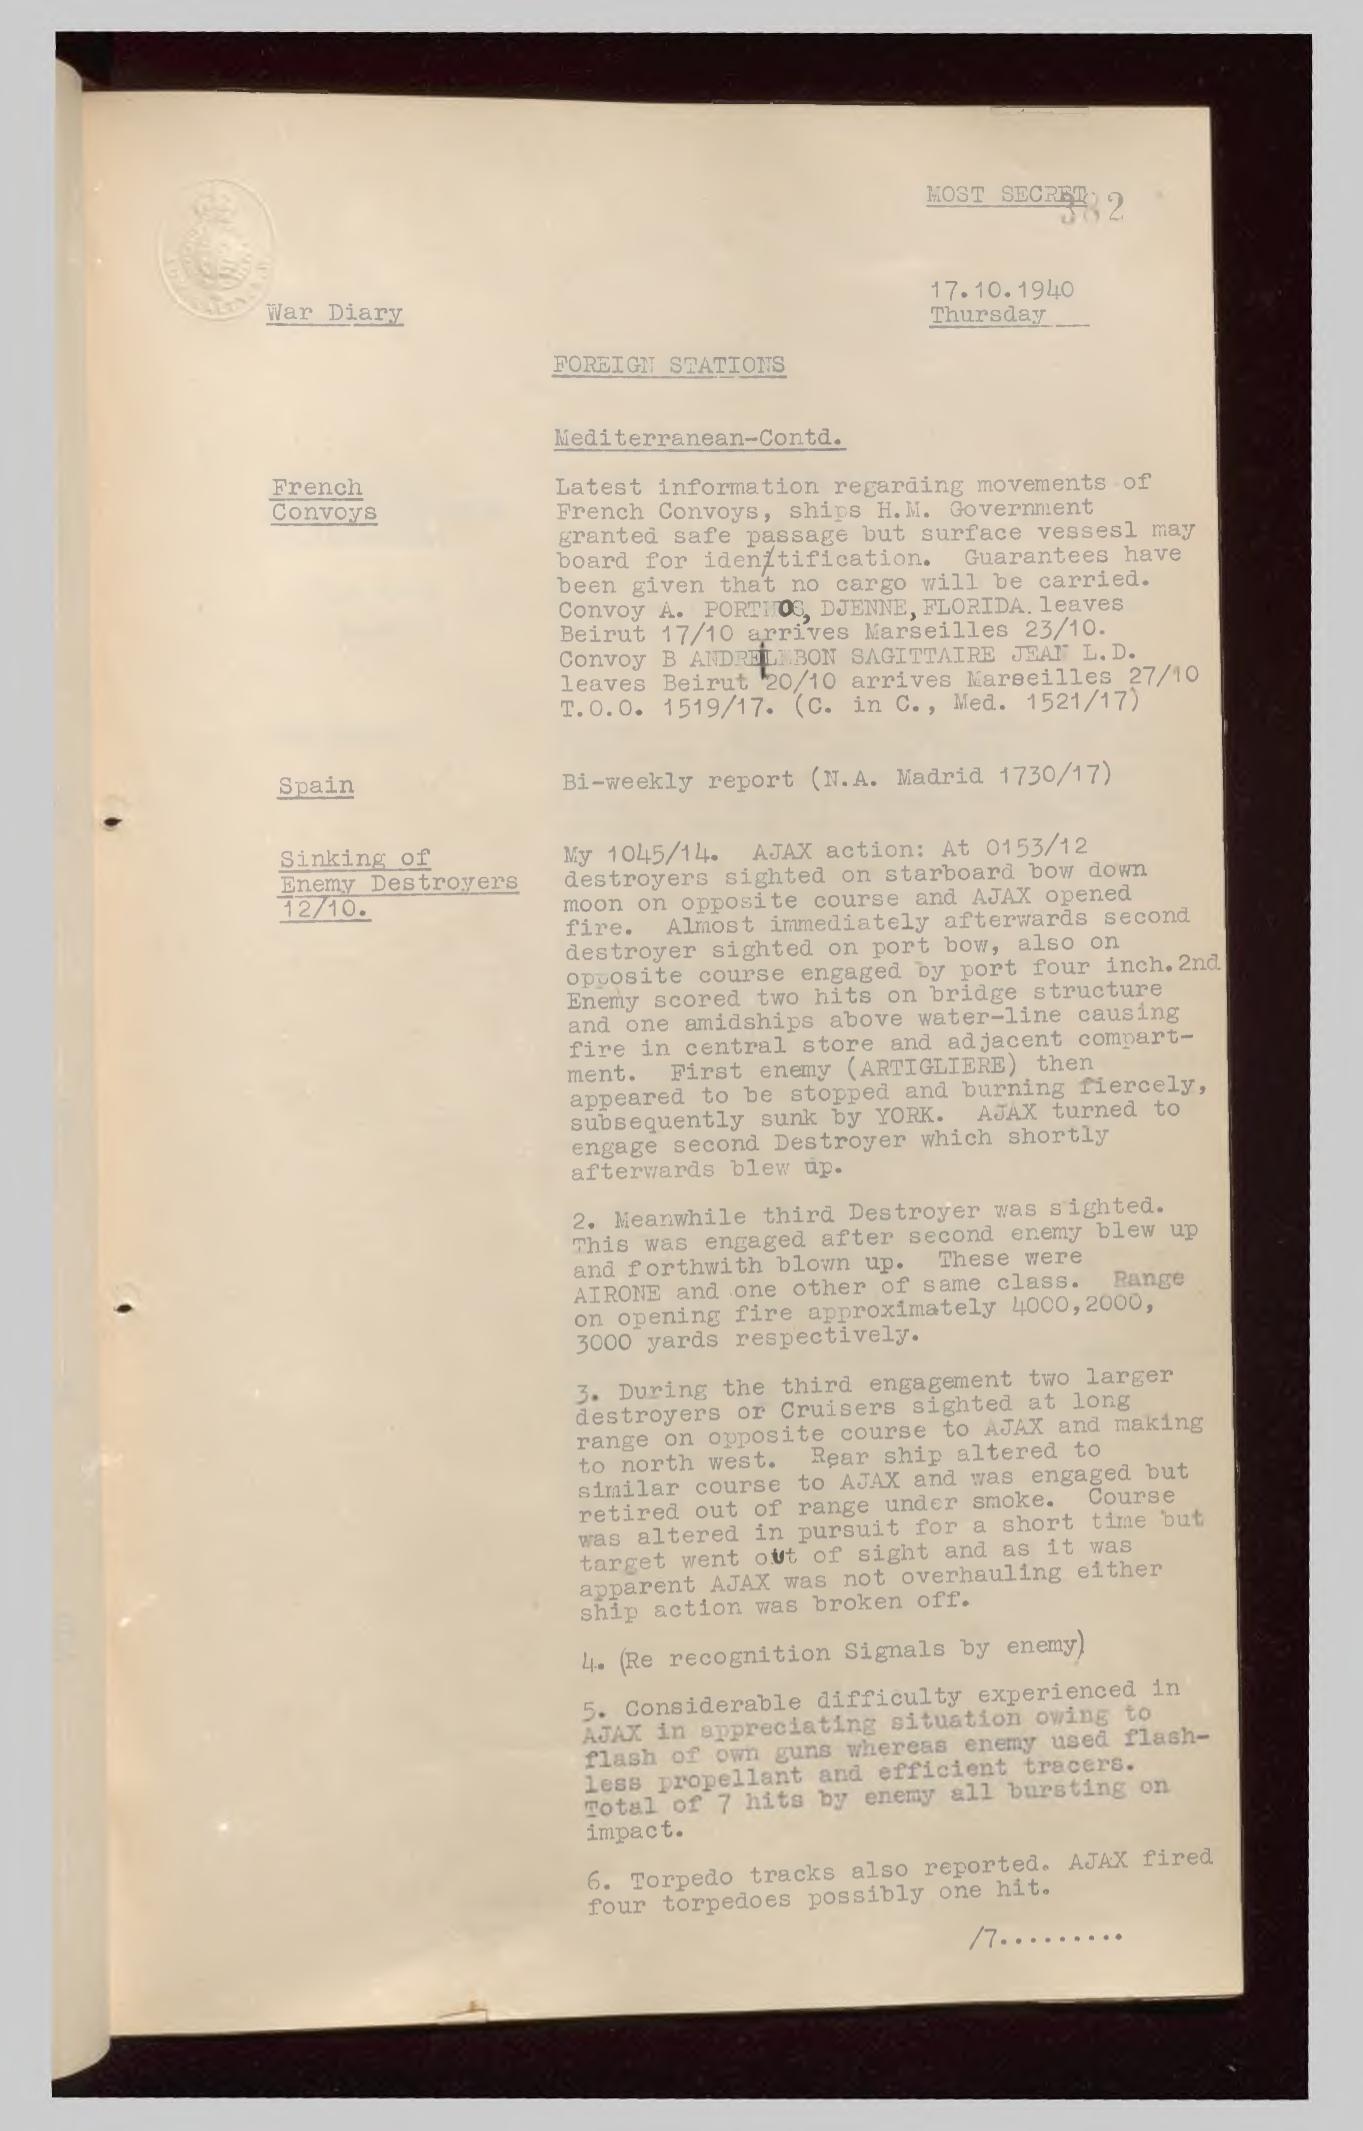 MOST SECRET
382
17.10.1940
War Diary
Thursday
FOREIGN STATIONS
Mediterranean-Contd.
French
Convoys
Latest information regarding movements of
French Convoys, ships H.M. Government
granted safe passage but surface vessesl may
board for iden/tification. Guarantees have
been given that no cargo will be carried.
Convoy A. PORTHOS, DJENNE, FLORIDA. leaves
Beirut 17/10 arrives Marseilles 23/10.
Convoy B ANDRE LEBON SAGITTAIRE JEAN L.D.
leaves Beirut 20/10 arrives Marseilles 27/10
T.O.O. 1519/17. (C. in C., Med. 1521/17)
Spain
Bi-weekly report (N.A. Madrid 1730/17)
Sinking of
Enemy Destroyers
12/10.
My 1045/14. AJAX action: At 0153/12
destroyers sighted on starboard bow down
moon on opposite course and AJAX opened
fire. Almost immediately afterwards second
destroyer sighted on port bow, also on
opposite course engaged by port four inch. 2nd
Enemy scored two hits on bridge structure
and one amidships above water-line causing
fire in central store and adjacent compart-
ment. First enemy (ARTIGLIERE) then
appeared to be stopped and burning fiercely,
subsequently sunk by YORK. AJAX turned to
engage second Destroyer which shortly
afterwards blew up.
2. Meanwhile third Destroyer was sighted.
This was engaged after second enemy blew up
and forthwith blown up. These were
AIRONE and one other of same class. Range
on opening fire approximately 4000,2000,
3000 yards respectively.
3. During the third engagement two larger
destroyers or Cruisers sighted at long
range on opposite course to AJAX and making
to north west. Rear ship altered to
similar course to AJAX and was engaged but
retired out of range under smoke. Course
was altered in pursuit for a short time but
target went out of sight and as it was
apparent AJAX was not overhauling either
ship action was broken off.
4. (Re recognition Signals by enemy)
5. Considerable difficulty experienced in
AJAX in appreciating situation owing to
flash of own guns whereas enemy used flash-
less propellant and efficient tracers.
Total of 7 hits by enemy all bursting on
impact.
6. Torpedo tracks also reported. AJAX fired
four torpedoes possibly one hit.
/7.........